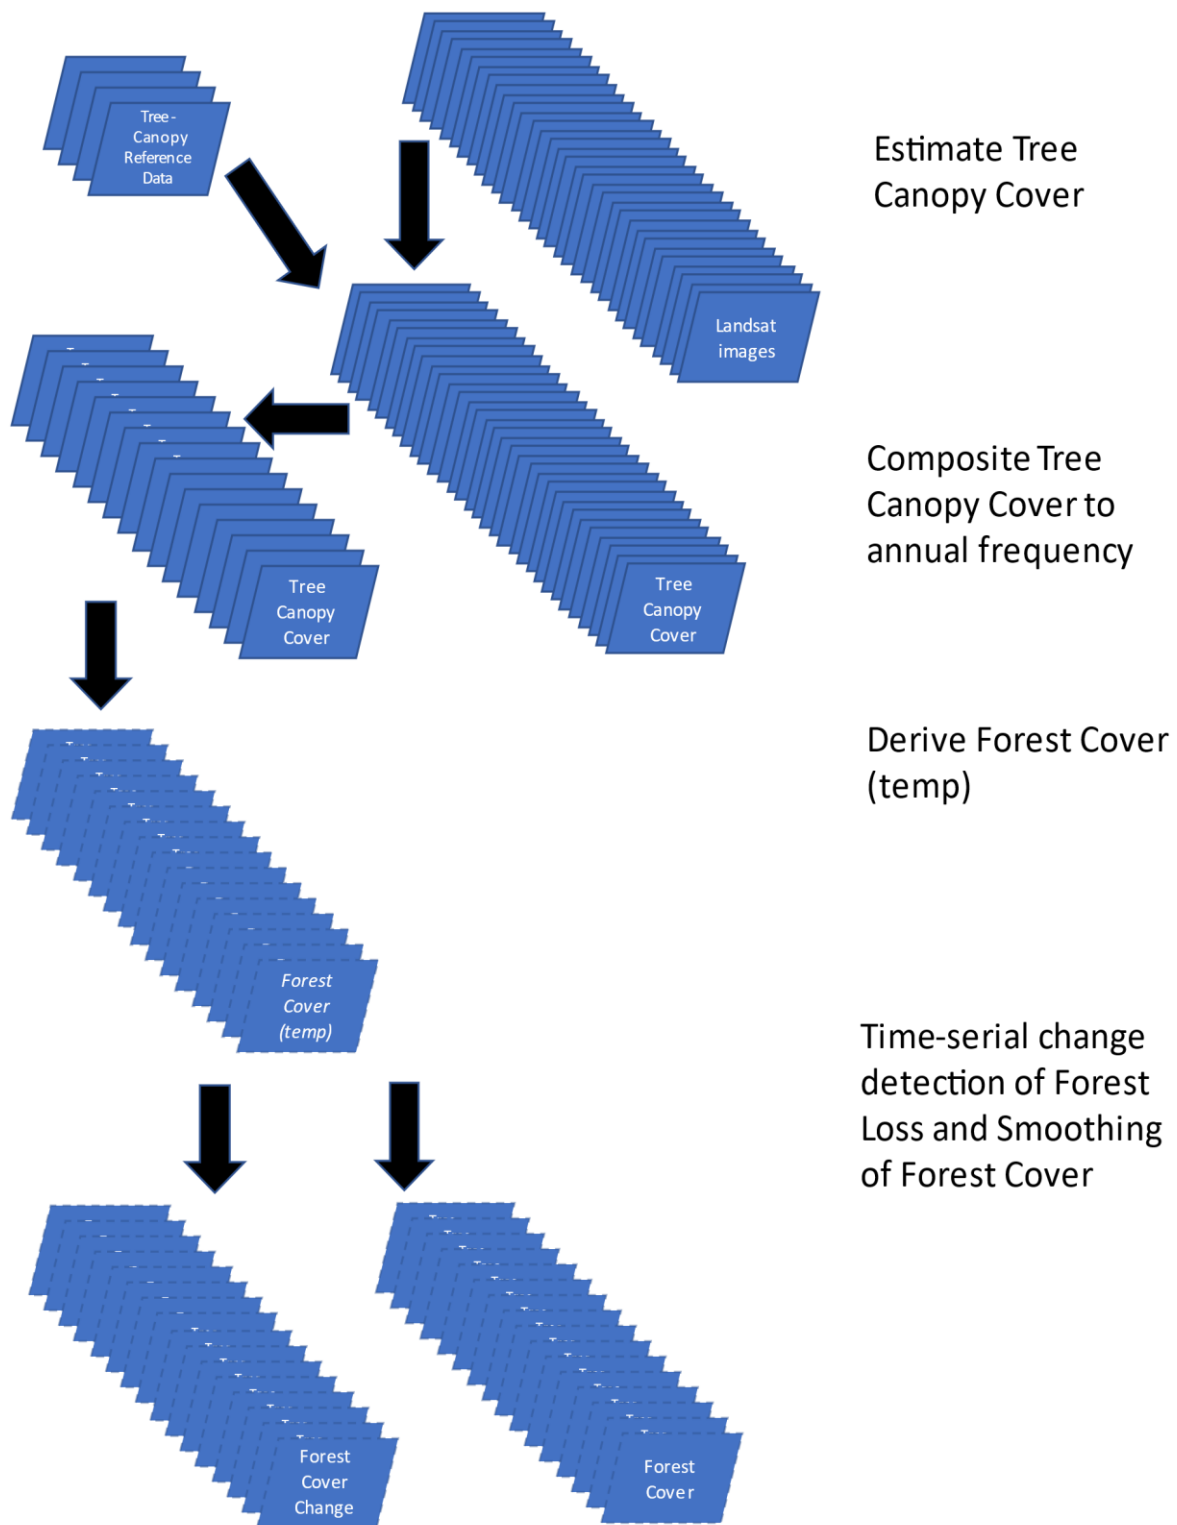 Tree-
Canopy
Reference
Data
Estimate Tree
Canopy Cover
Landsat
images
Composite Tree
Canopy Cover to
annual frequency
Tree
Canopy
Cover
Tree
Canopy
Cover
Derive Forest Cover
(temp)
Forest
Cover
(temp)
Time-serial change
detection of Forest
Loss and Smoothing
of Forest Cover
Forest
Cover
Change
Forest
Cover